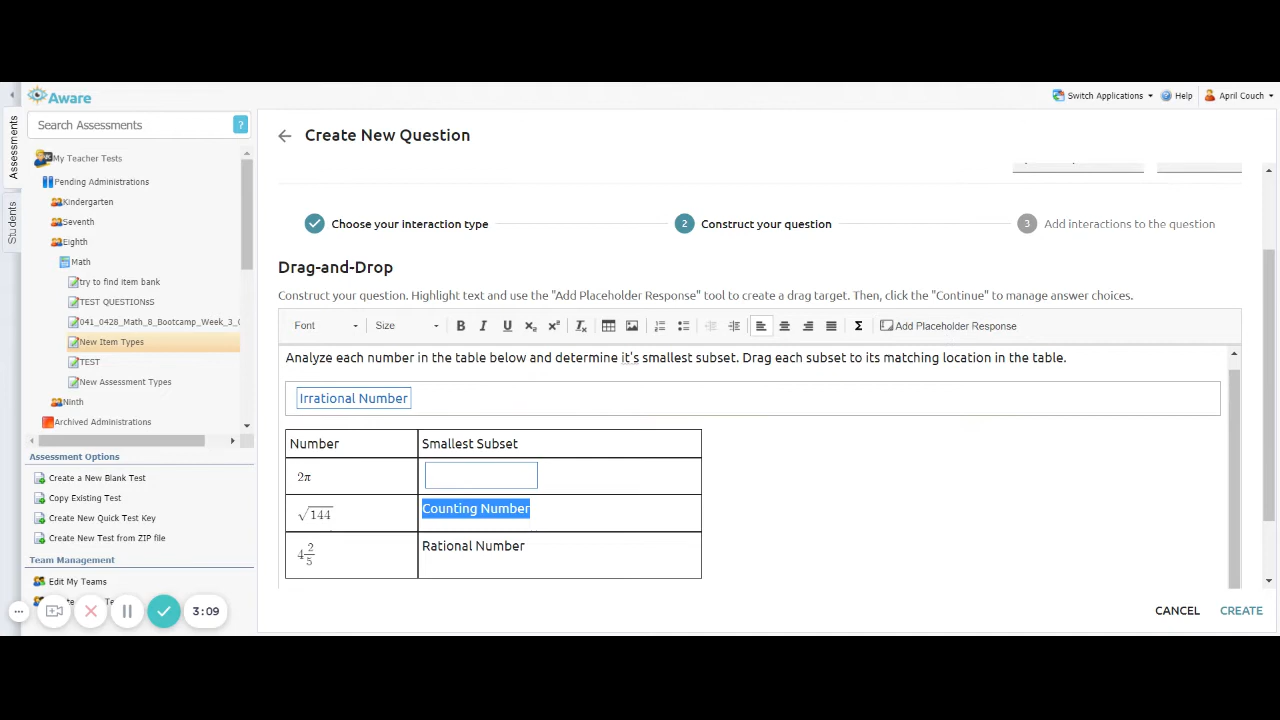 Aware
Switch Applications
Help
April Couch
Assessments
Students
Search Assessments
?
My Teacher Tests
Pending Administrations
Kindergarten
Seventh
Eighth
Math
try to find item bank
TEST QUESTIONsS
041_0428_Math_8_Bootcamp_Week_3_0
New Item Types
TEST
New Assessment Types
Ninth
Archived Administrations
Assessment Options
Create a New Blank Test
Copy Existing Test
Create New Quick Test Key
Create New Test from ZIP file
Team Management
Edit My Teams
3:09
Create New Question
Choose your interaction type
2 Construct your question
3 Add interactions to the question
Drag-and-Drop
Construct your question. Highlight text and use the "Add Placeholder Response" tool to create a drag target. Then, click the "Continue" to manage answer choices.
Font Size B I U X₂ X² Tx Σ Add Placeholder Response
Analyze each number in the table below and determine it's smallest subset. Drag each subset to its matching location in the table.
Irrational Number
Number Smallest Subset
2π
√144 Counting Number
4 2/5 Rational Number
CANCEL CREATE